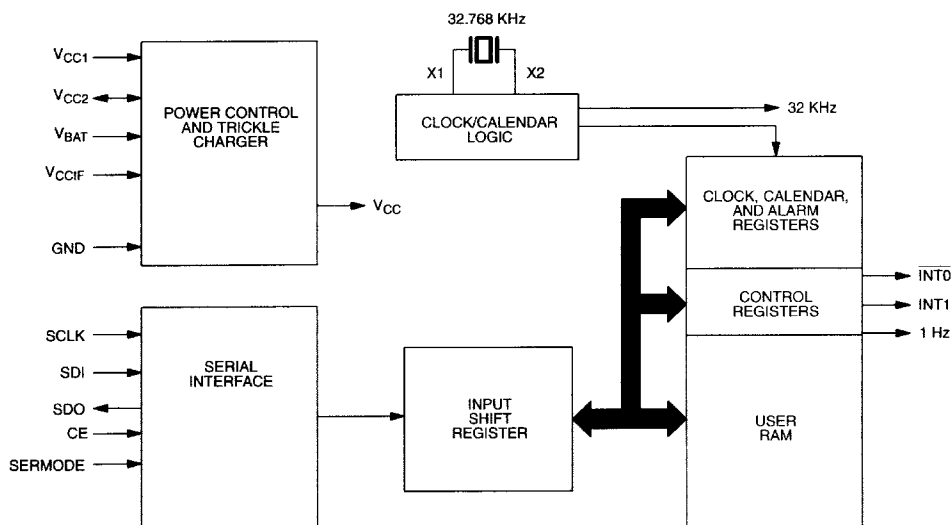 32.768 KHz
X1
X2
VCC1
VCC2
VBAT
VCCIF
GND
POWER CONTROL
AND TRICKLE
CHARGER
VCC
CLOCK/CALENDAR
LOGIC
32 KHz
CLOCK, CALENDAR,
AND ALARM
REGISTERS
INT0
CONTROL
REGISTERS
INT1
1 Hz
SCLK
SDI
SDO
CE
SERMODE
SERIAL
INTERFACE
INPUT
SHIFT
REGISTER
USER
RAM